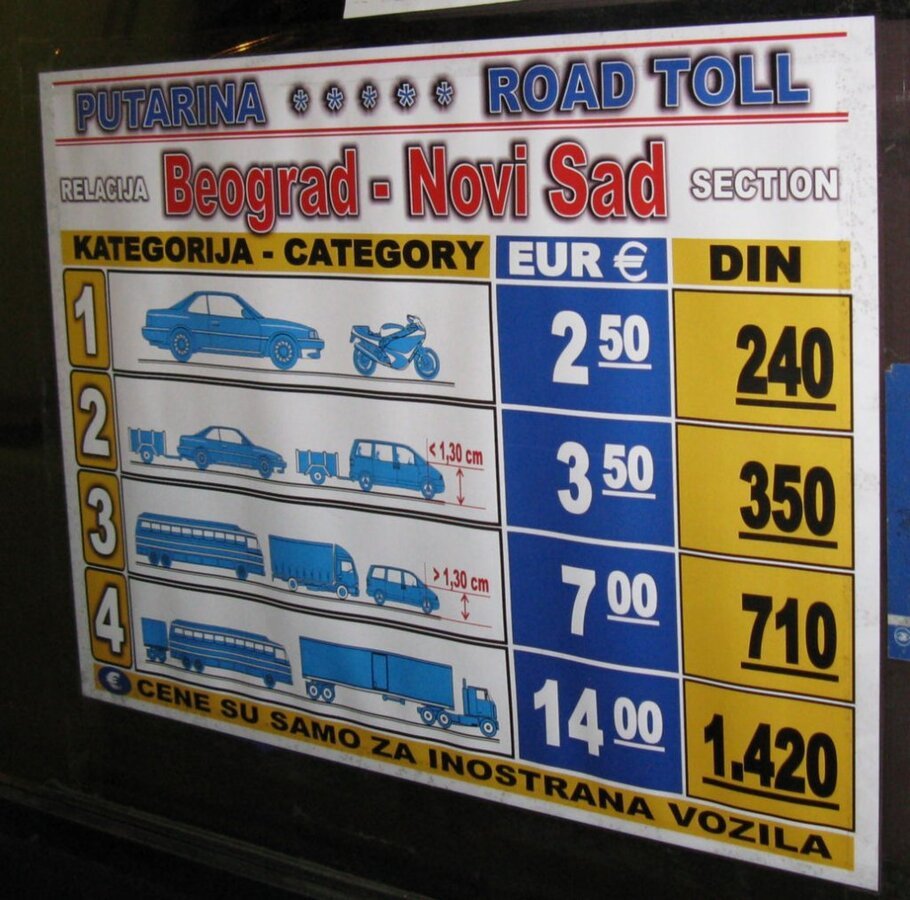 PUTARINA ***** ROAD TOLL
RELACIJA Beograd - Novi Sad SECTION
KATEGORIJA - CATEGORY EUR € DIN
1 2 50 240
2 < 1,30 cm 3 50 350
3 > 1,30 cm 7 00 710
4 14 00 1.420
€ CENE SU SAMO ZA INOSTRANA VOZILA